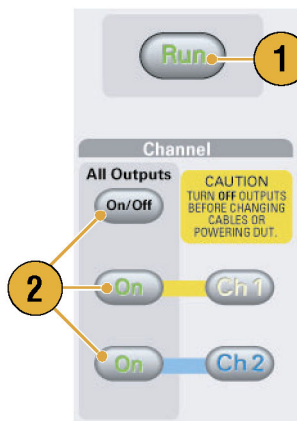 Run
1
Channel
All Outputs
On/Off
CAUTION
TURN OFF OUTPUTS
BEFORE CHANGING
CABLES OR
POWERING DUT.
2
On
Ch 1
On
Ch 2